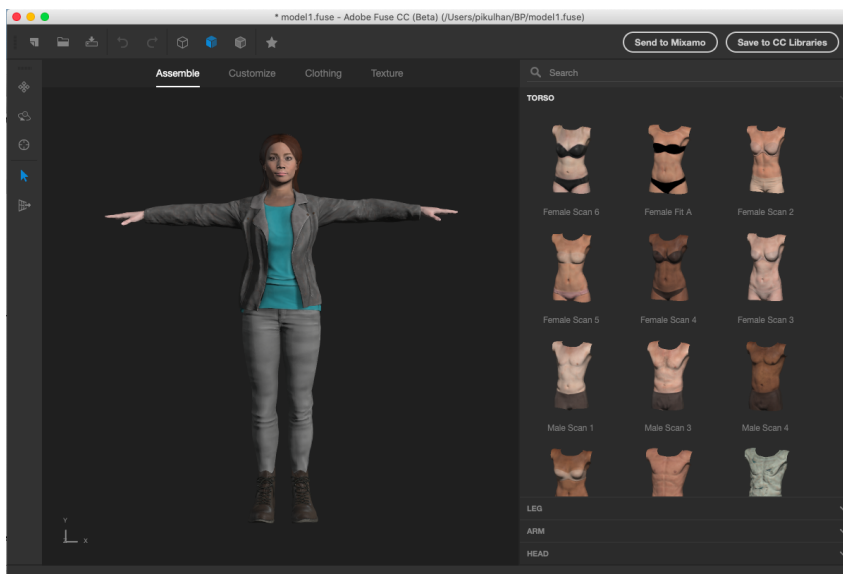 * model1.fuse - Adobe Fuse CC (Beta) (/Users/pikulhan/BP/model1.fuse)
Send to Mixamo Save to CC Libraries
Assemble Customize Clothing Texture
Search
TORSO
Female Scan 6 Female Fit A Female Scan 2
Female Scan 5 Female Scan 4 Female Scan 3
Male Scan 1 Male Scan 3 Male Scan 4
LEG
ARM
HEAD
Y
X